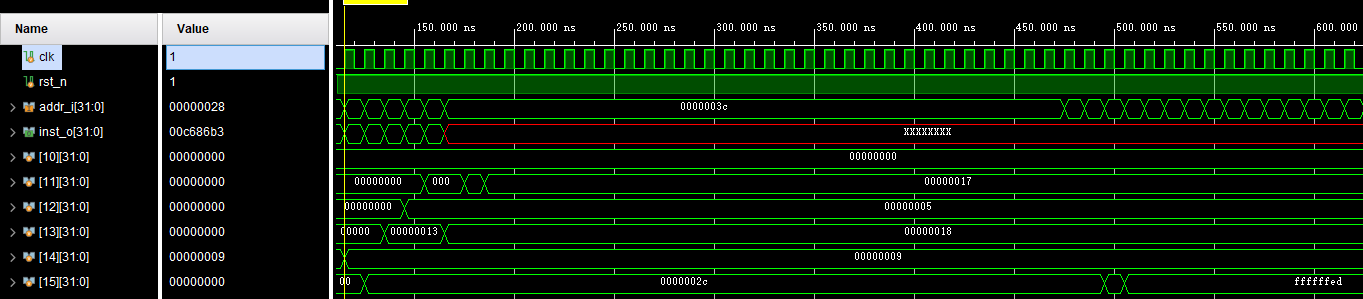 Name Value
150.000 ns 200.000 ns 250.000 ns 300.000 ns 350.000 ns 400.000 ns 450.000 ns 500.000 ns 550.000 ns 600.000
clk 1
rst_n 1
addr_i[31:0] 00000028 0000003c
inst_o[31:0] 00c686b3 XXXXXXXX
[10][31:0] 00000000 00000000
[11][31:0] 00000000 00000000 000 00000017
[12][31:0] 00000000 00000000 00000005
[13][31:0] 00000000 00000 00000013 00000018
[14][31:0] 00000009 00000009
[15][31:0] 00000000 00 0000002c ffffffed